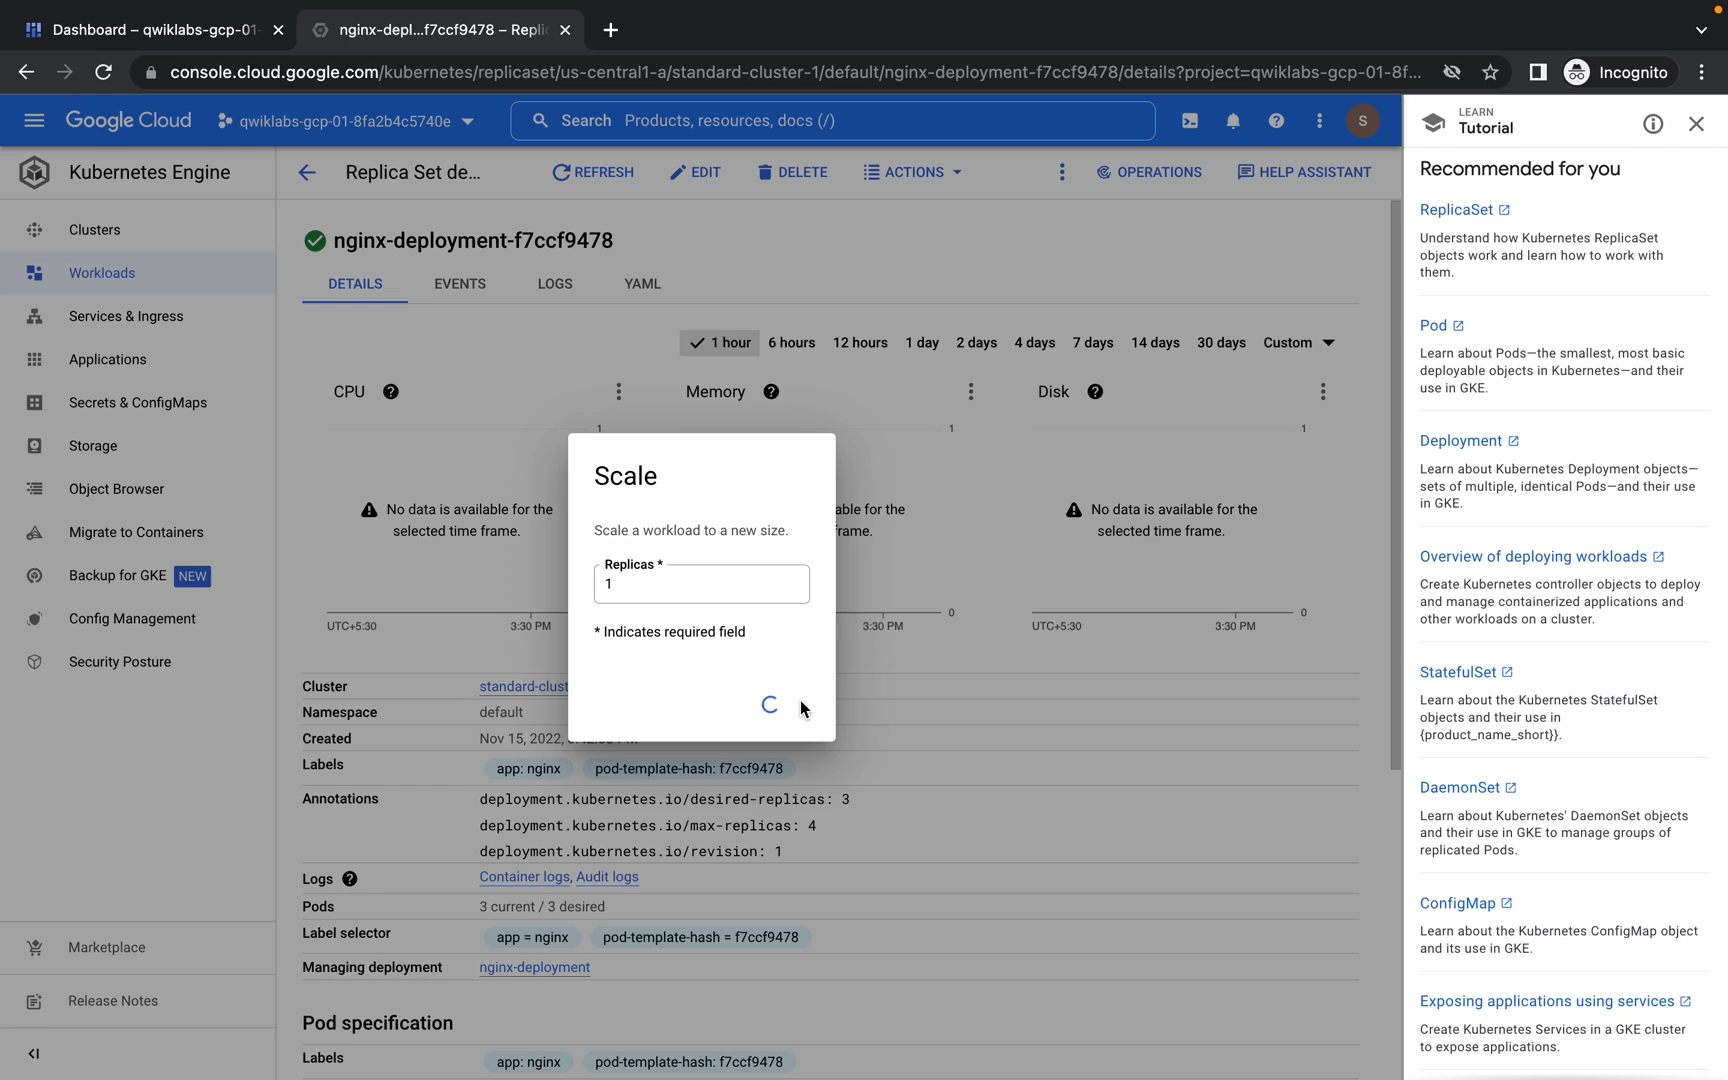 Dashboard – qwiklabs-gcp-01-
nginx-depl...f7ccf9478 – Replic
console.cloud.google.com/kubernetes/replicaset/us-central1-a/standard-cluster-1/default/nginx-deployment-f7ccf9478/details?project=qwiklabs-gcp-01-8f...
Incognito
Google Cloud
qwiklabs-gcp-01-8fa2b4c5740e
Search Products, resources, docs (/)
S
LEARN
Tutorial
Kubernetes Engine
Replica Set de...
REFRESH
EDIT
DELETE
ACTIONS
OPERATIONS
HELP ASSISTANT
Clusters
Workloads
Services & Ingress
Applications
Secrets & ConfigMaps
Storage
Object Browser
Migrate to Containers
Backup for GKE NEW
Config Management
Security Posture
Marketplace
Release Notes
nginx-deployment-f7ccf9478
DETAILS EVENTS LOGS YAML
1 hour 6 hours 12 hours 1 day 2 days 4 days 7 days 14 days 30 days Custom
CPU
1
No data is available for the
selected time frame.
UTC+5:30 3:30 PM
Memory
1
able for the
rame.
3:30 PM 0
Disk
1
No data is available for the
selected time frame.
0
UTC+5:30 3:30 PM
Scale
Scale a workload to a new size.
Replicas *
1
* Indicates required field
Cluster standard-clust
Namespace default
Created Nov 15, 2022,
Labels app: nginx pod-template-hash: f7ccf9478
Annotations deployment.kubernetes.io/desired-replicas: 3
deployment.kubernetes.io/max-replicas: 4
deployment.kubernetes.io/revision: 1
Logs Container logs, Audit logs
Pods 3 current / 3 desired
Label selector app = nginx pod-template-hash = f7ccf9478
Managing deployment nginx-deployment
Pod specification
Labels app: nginx pod-template-hash: f7ccf9478
Recommended for you
ReplicaSet
Understand how Kubernetes ReplicaSet
objects work and learn how to work with
them.
Pod
Learn about Pods—the smallest, most basic
deployable objects in Kubernetes—and their
use in GKE.
Deployment
Learn about Kubernetes Deployment objects—
sets of multiple, identical Pods—and their use
in GKE.
Overview of deploying workloads
Create Kubernetes controller objects to deploy
and manage containerized applications and
other workloads on a cluster.
StatefulSet
Learn about the Kubernetes StatefulSet
objects and their use in
{product_name_short}}.
DaemonSet
Learn about Kubernetes' DaemonSet objects
and their use in GKE to manage groups of
replicated Pods.
ConfigMap
Learn about the Kubernetes ConfigMap object
and its use in GKE.
Exposing applications using services
Create Kubernetes Services in a GKE cluster
to expose applications.